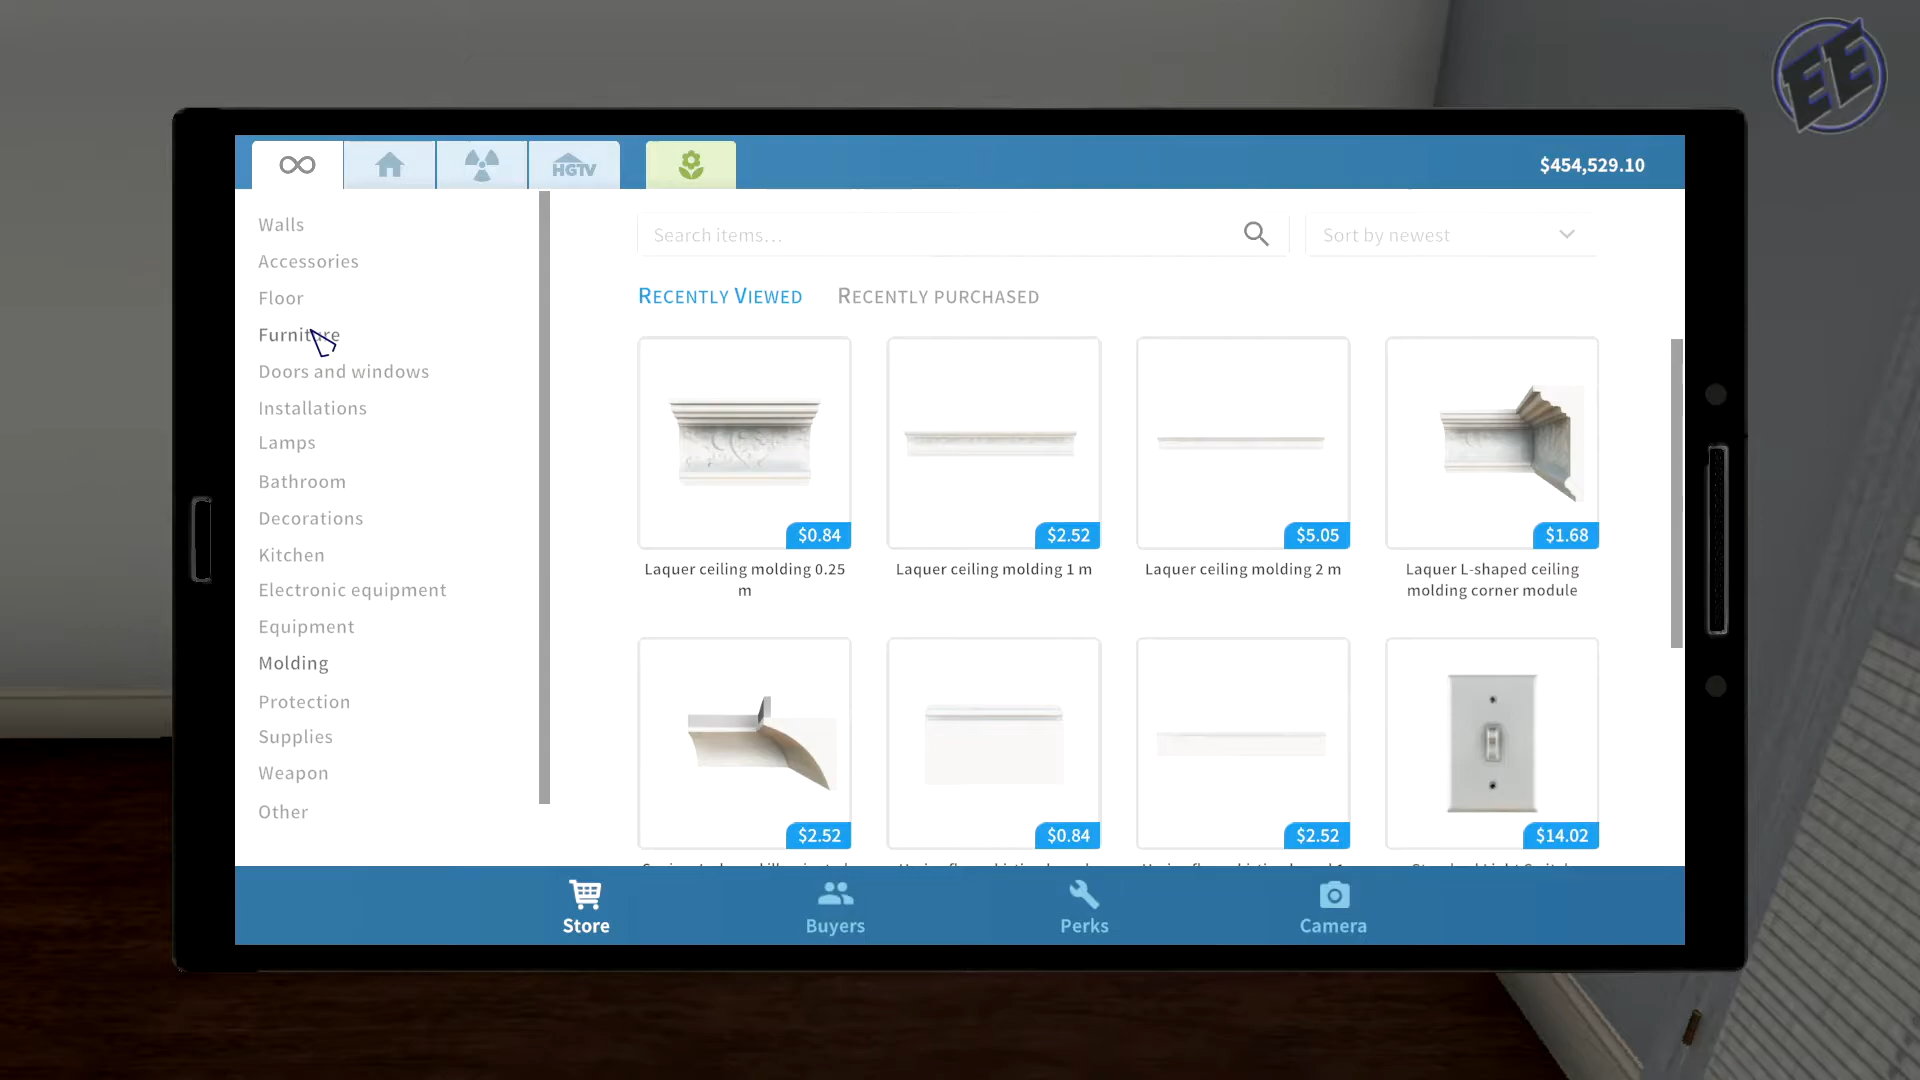 EE
HGTV
$454,529.10
Walls
Accessories
Floor
Furniture
Doors and windows
Installations
Lamps
Bathroom
Decorations
Kitchen
Electronic equipment
Equipment
Molding
Protection
Supplies
Weapon
Other
Search items...
Sort by newest
RECENTLY VIEWED
RECENTLY PURCHASED
$0.84
$2.52
$5.05
$1.68
Laquer ceiling molding 0.25
m
Laquer ceiling molding 1 m
Laquer ceiling molding 2 m
Laquer L-shaped ceiling
molding corner module
$2.52
$0.84
$2.52
$14.02
Store
Buyers
Perks
Camera